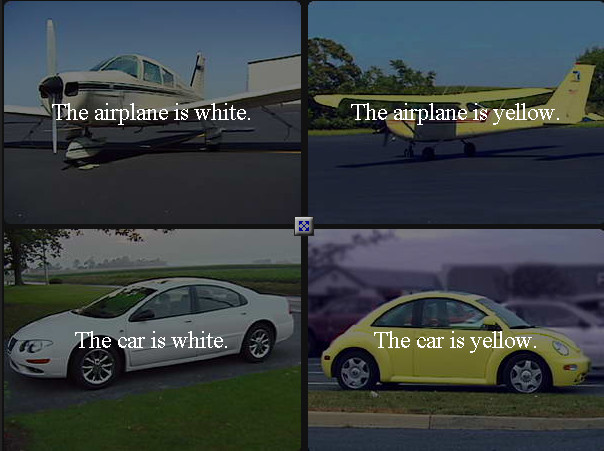 The airplane is white.
The airplane is yellow.
The car is white.
The car is yellow.